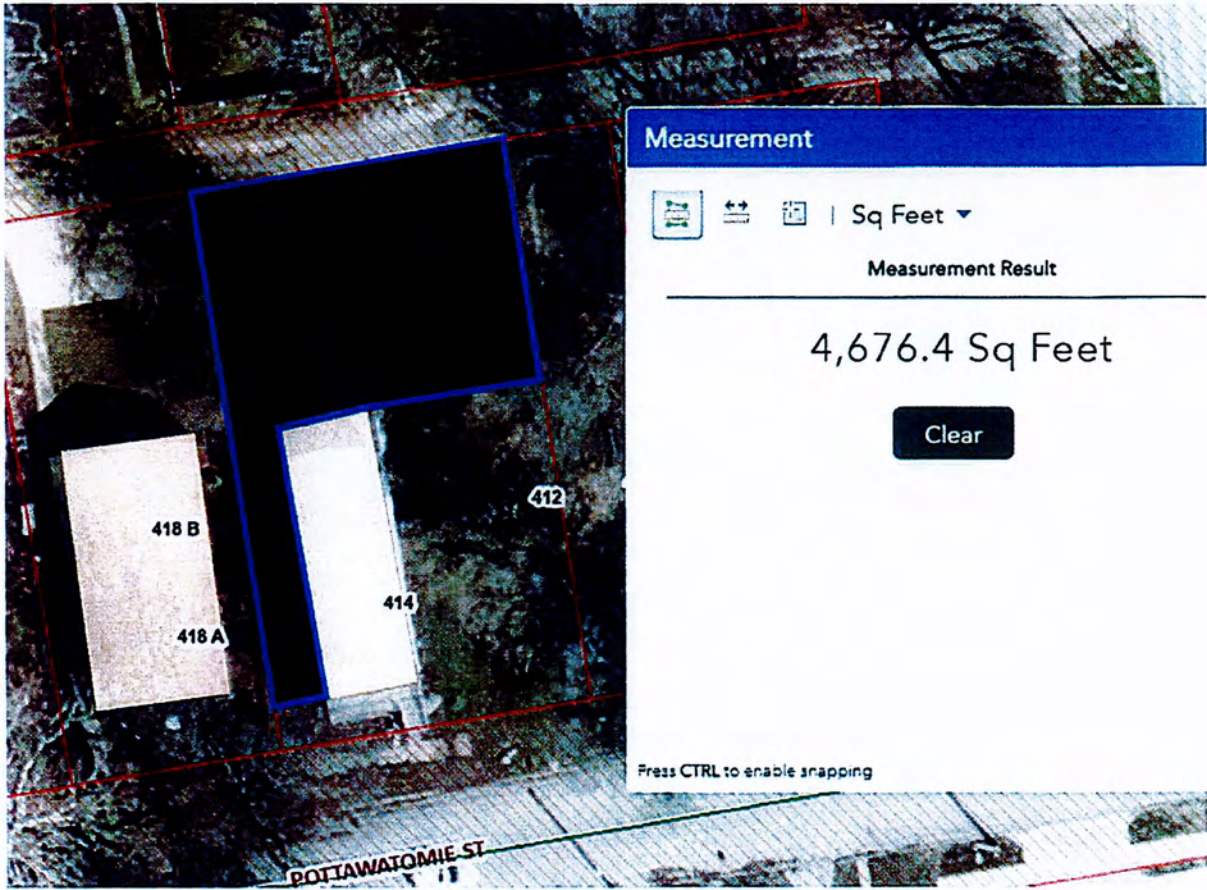 Measurement
Sq Feet
Measurement Result
4,676.4 Sq Feet
Clear
412
418 B
414
418 A
Press CTRL to enable snapping
POTTAWATOMIE ST